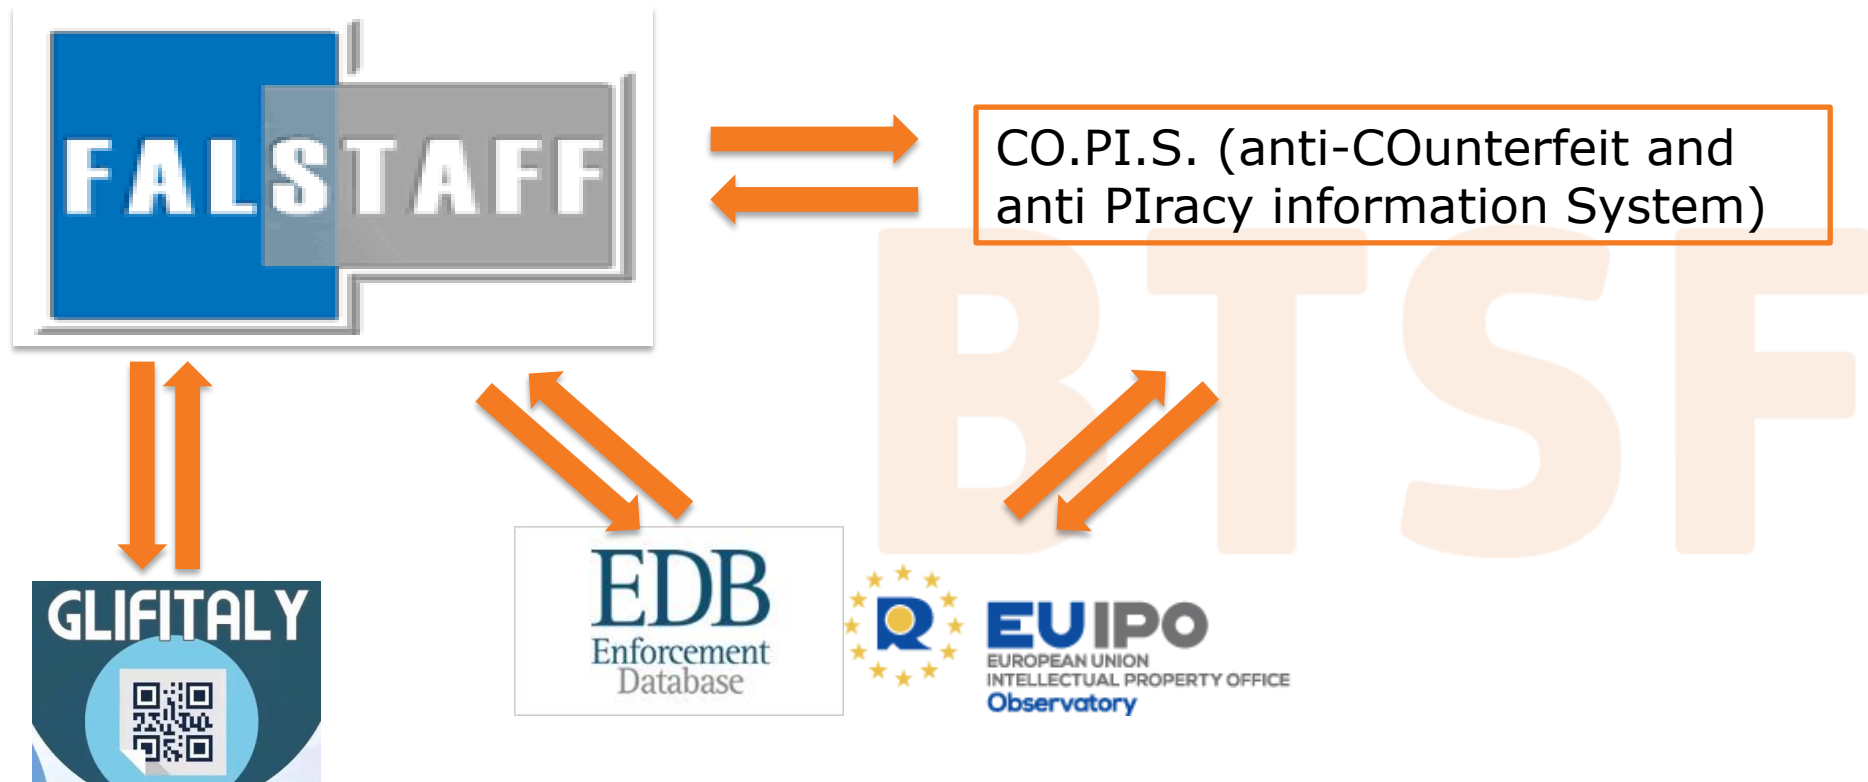 FALSTAFF
CO.PI.S. (anti-COunterfeit and
anti PIracy information System)
BTSF
GLIFITALY
EDB
Enforcement
Database
EUIPO
EUROPEAN UNION
INTELLECTUAL PROPERTY OFFICE
Observatory